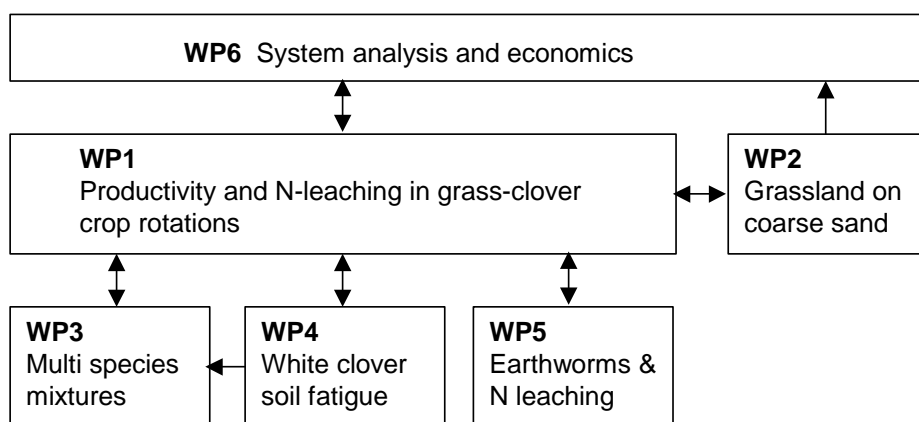 WP6 System analysis and economics
WP1
Productivity and N-leaching in grass-clover
crop rotations
WP2
Grassland on
coarse sand
WP3
Multi species
mixtures
WP4
White clover
soil fatigue
WP5
Earthworms &
N leaching